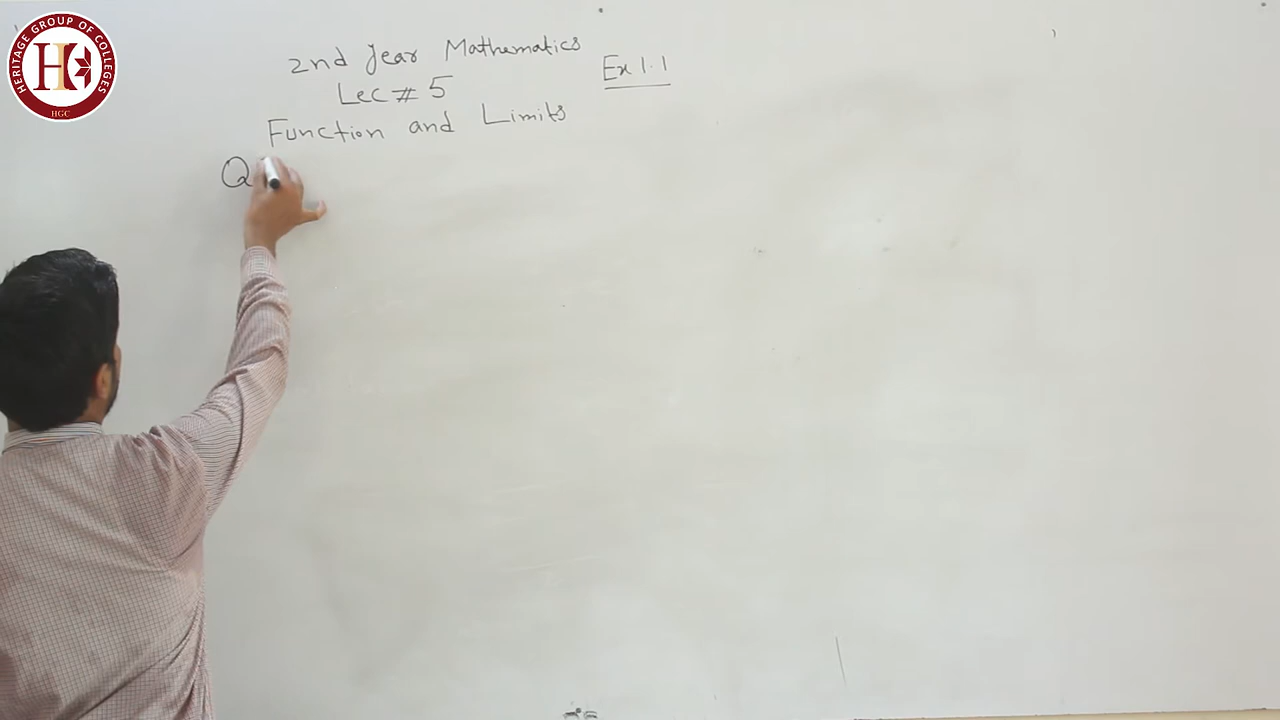 HERITAGE GROUP OF COLLEGES
HGC
2nd Year Mathematics
Lec # 5
Ex 1.1
Function and Limits
Q